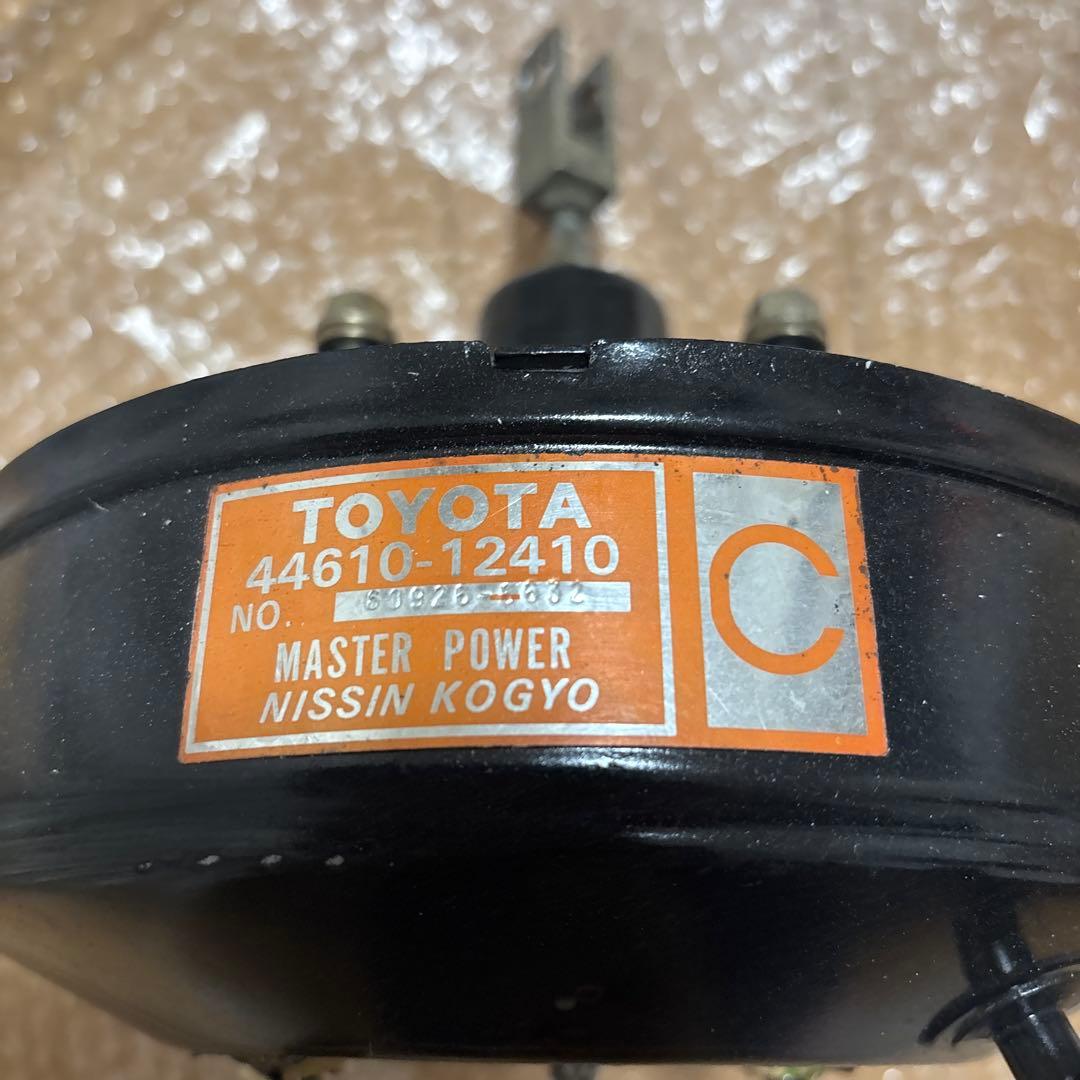 TOYOTA
44610-12410
NO.
MASTER POWER
NISSIN KOGYO
C